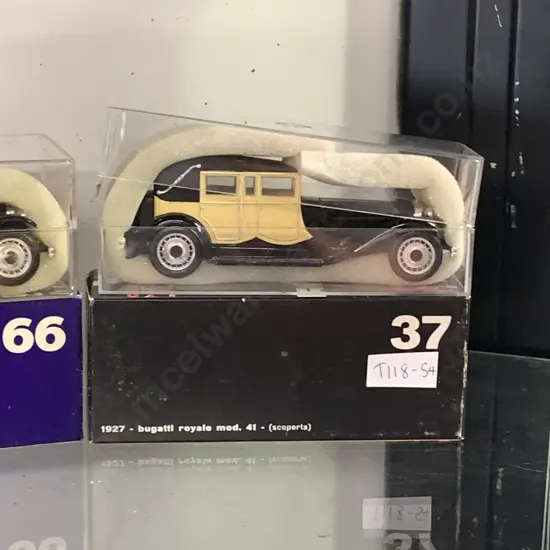 66
37
T118-54
1927 - bugatti royale mod. 41 - (scoperta)